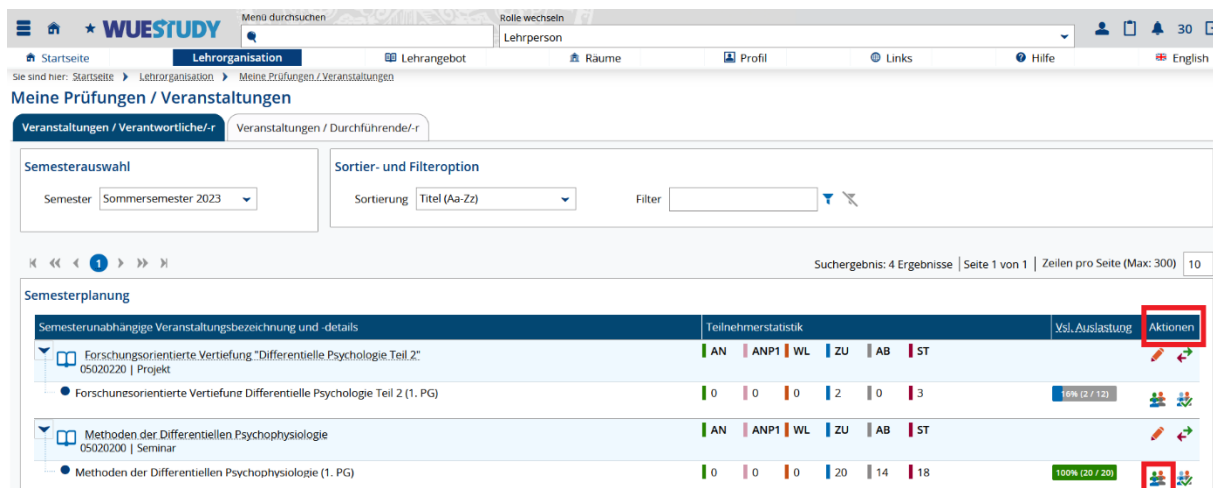 Menü durchsuchen Rolle wechseln
WUESTUDY Lehrperson 30
Startseite Lehrorganisation Lehrangebot Räume Profil Links Hilfe English
Sie sind hier: Startseite Lehrorganisation Meine Prüfungen / Veranstaltungen
Meine Prüfungen / Veranstaltungen
Veranstaltungen / Verantwortliche/-r Veranstaltungen / Durchführende/-r
Semesterauswahl Sortier- und Filteroption
Semester Sommersemester 2023 Sortierung Titel (Aa-Zz) Filter
1 Suchergebnis: 4 Ergebnisse | Seite 1 von 1 | Zeilen pro Seite (Max: 300) 10
Semesterplanung
Semesterunabhängige Veranstaltungsbezeichnung und -details Teilnehmerstatistik Vsl. Auslastung Aktionen
Forschungsorientierte Vertiefung "Differentielle Psychologie Teil 2" AN ANP1 WL ZU AB ST
05020220 | Projekt
Forschungsorientierte Vertiefung Differentielle Psychologie Teil 2 (1. PG) 0 0 0 2 0 3 16% (2 / 12)
Methoden der Differentiellen Psychophysiologie AN ANP1 WL ZU AB ST
05020200 | Seminar
Methoden der Differentiellen Psychophysiologie (1. PG) 0 0 0 20 14 18 100% (20 / 20)